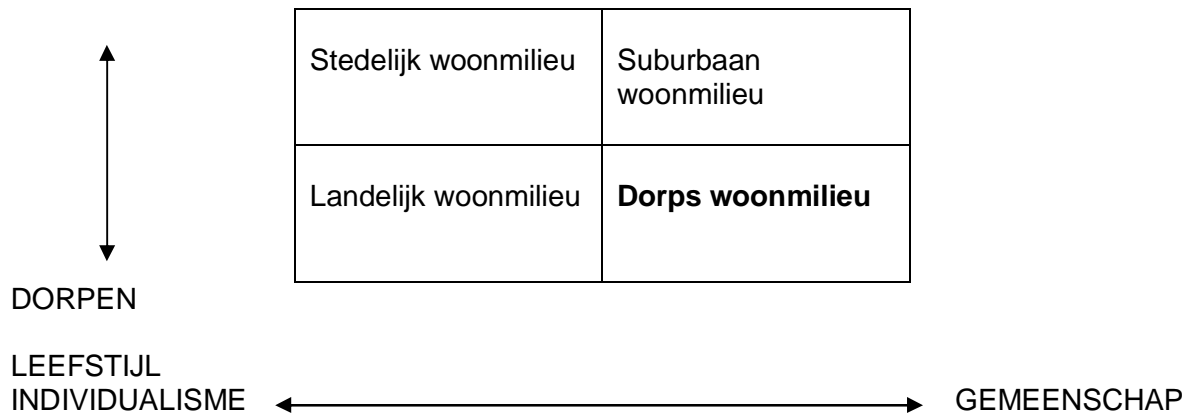 Stedelijk woonmilieu
Suburbaan
woonmilieu
Landelijk woonmilieu
Dorps woonmilieu
DORPEN
LEEFSTIJL
INDIVIDUALISME
GEMEENSCHAP